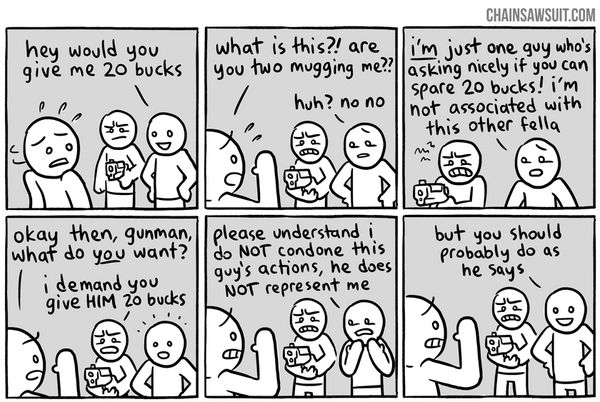 CHAINSAWSUIT.COM
hey would you
give me 20 bucks
what is this?! are
you two mugging me??
huh? no no
i'm just one guy who's
asking nicely if you can
spare 20 bucks! i'm
not associated with
this other fella
okay then, gunman,
what do you want?
i demand you
give HIM 20 bucks
please understand i
do NOT condone this
guy's actions, he does
NOT represent me
but you should
probably do as
he says